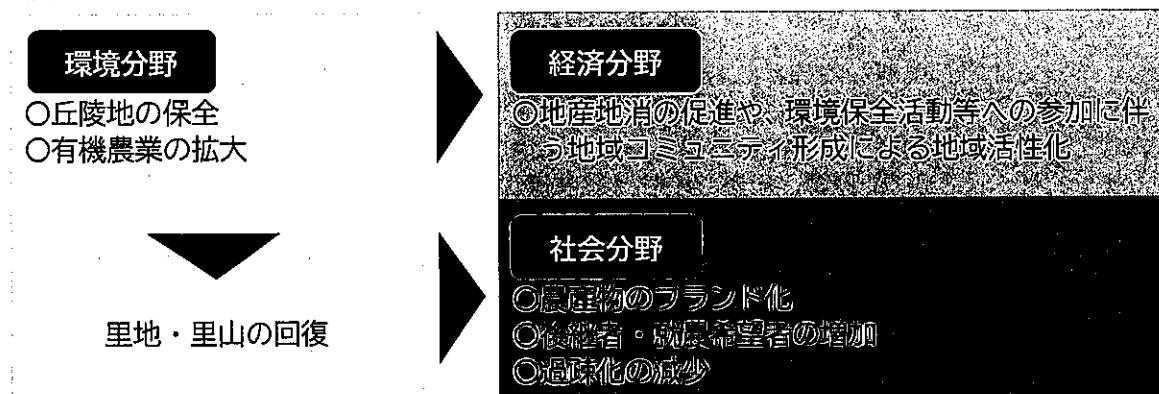 環境分野
○丘陵地の保全
○有機農業の拡大
里地・里山の回復
経済分野
○地産地消の促進や、環境保全活動等への参加に伴
う地域コミュニティ形成による地域活性化
社会分野
○農産物のブランド化
○後継者・就農希望者の増加
○過疎化の減少